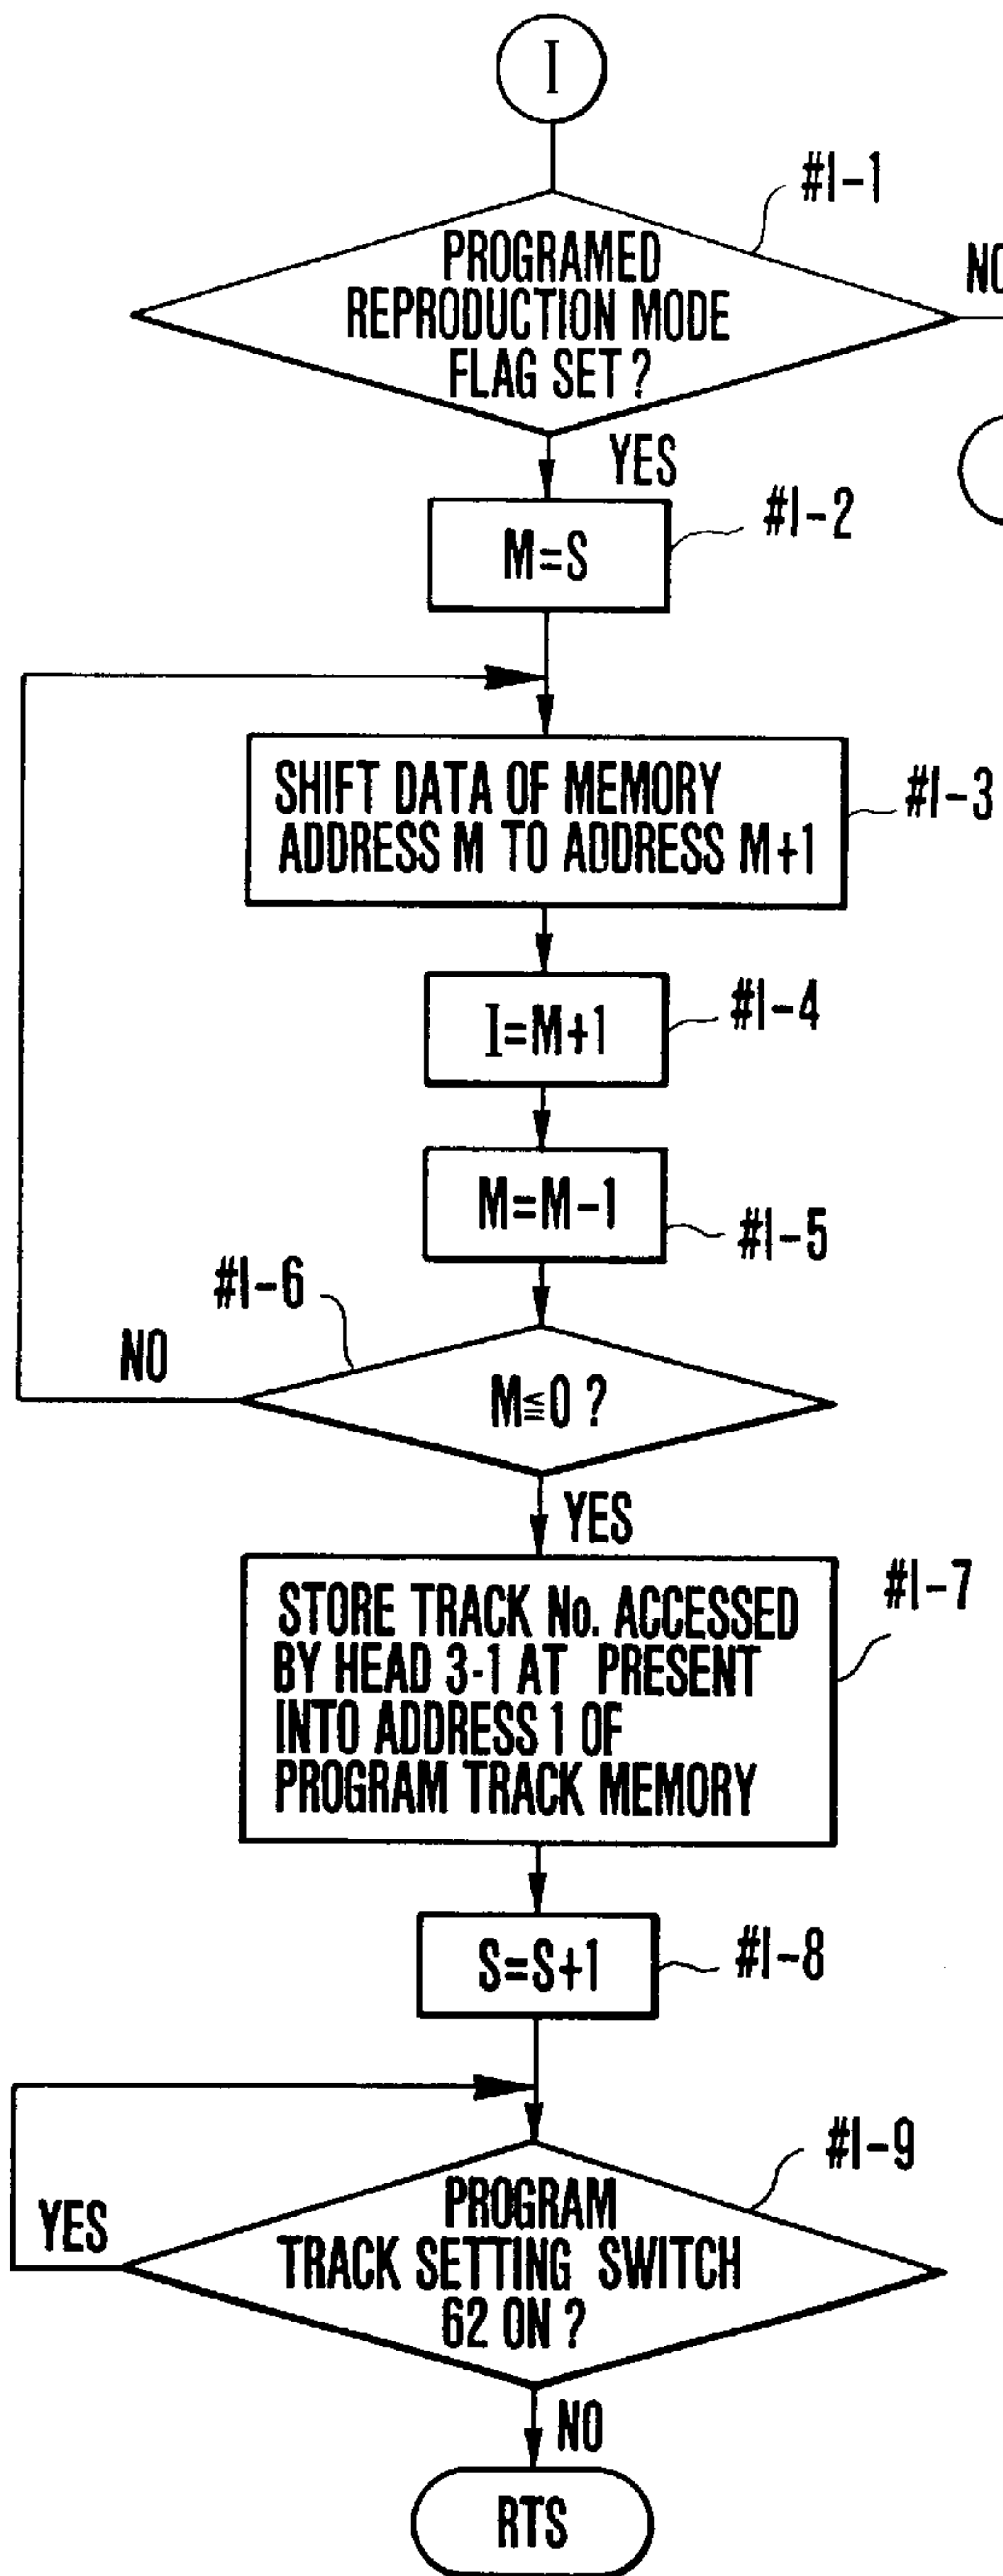 I
#I-1
PROGRAMED
REPRODUCTION MODE
FLAG SET ?
NO
YES
#I-2
M=S
SHIFT DATA OF MEMORY
ADDRESS M TO ADDRESS M+1
#I-3
I=M+1
#I-4
M=M-1
#I-5
#I-6
NO
M≦0 ?
YES
STORE TRACK No. ACCESSED
BY HEAD 3-1 AT PRESENT
INTO ADDRESS 1 OF
PROGRAM TRACK MEMORY
#I-7
S=S+1
#I-8
#I-9
PROGRAM
TRACK SETTING SWITCH
62 ON ?
YES
NO
RTS